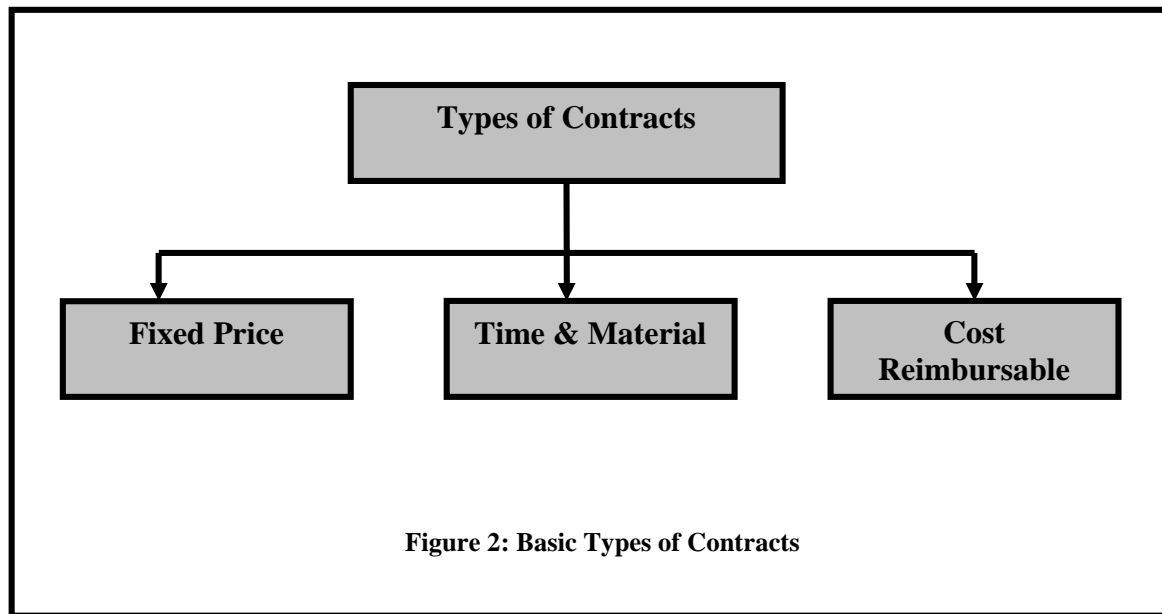 Types of Contracts
Fixed Price
Time & Material
Cost
Reimbursable
Figure 2: Basic Types of Contracts